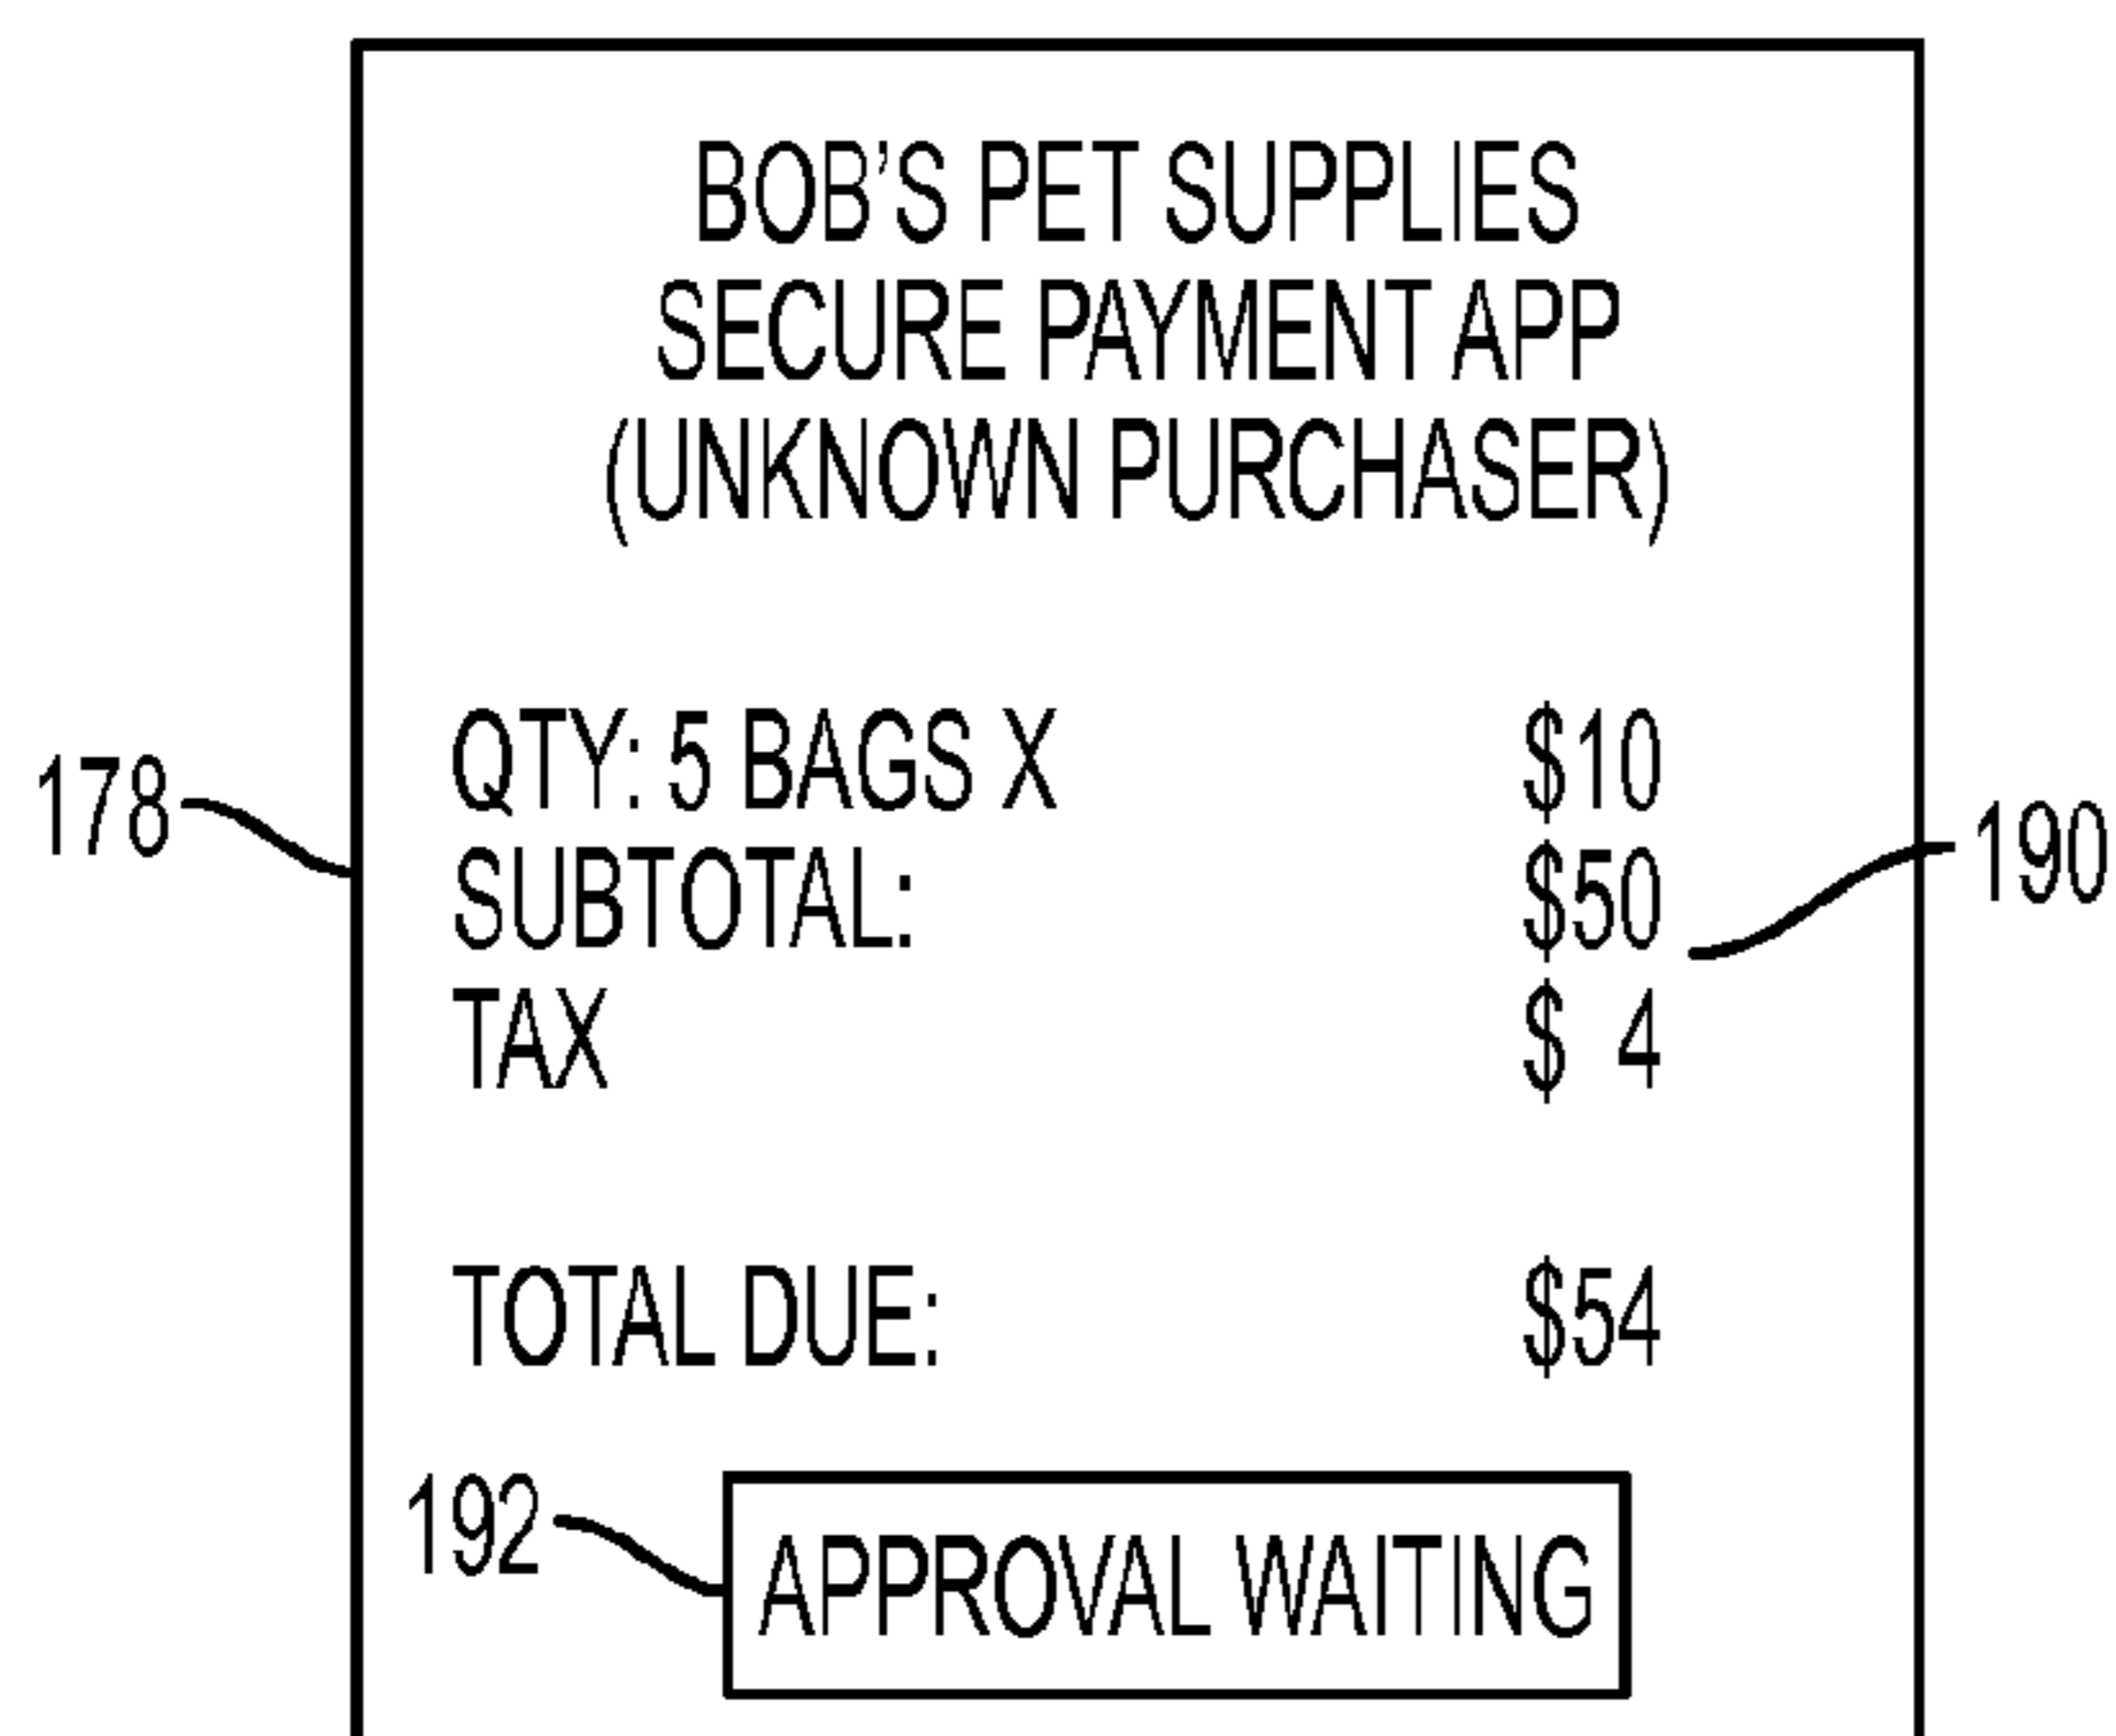 BOB'S PET SUPPLIES
SECURE PAYMENT APP
(UNKNOWN PURCHASER)
QTY: 5 BAGS X $10
178
SUBTOTAL: $50
190
TAX $ 4
TOTAL DUE: $54
192
APPROVAL WAITING